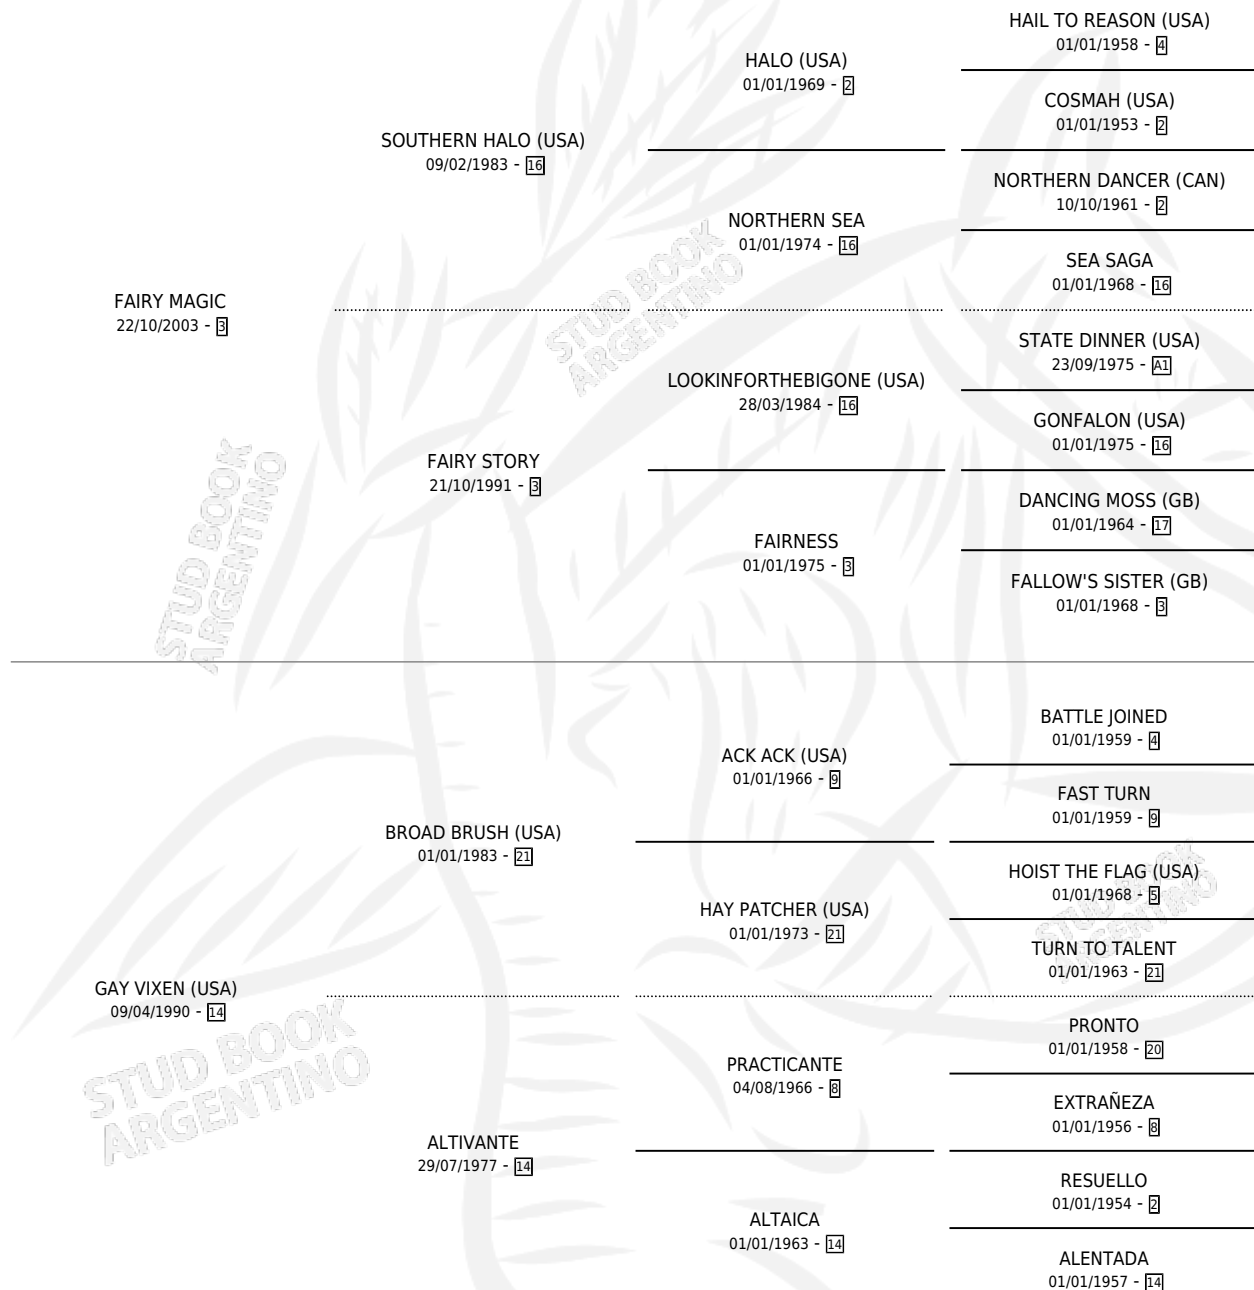 HAIL TO REASON (USA)
01/01/1958 - 4
HALO (USA)
01/01/1969 - 2
COSMAH (USA)
01/01/1953 - 2
SOUTHERN HALO (USA)
09/02/1983 - 16
NORTHERN DANCER (CAN)
10/10/1961 - 2
NORTHERN SEA
01/01/1974 - 16
SEA SAGA
01/01/1968 - 16
FAIRY MAGIC
22/10/2003 - 3
STATE DINNER (USA)
23/09/1975 - A1
LOOKINFORTHEBIGONE (USA)
28/03/1984 - 16
GONFALON (USA)
01/01/1975 - 16
FAIRY STORY
21/10/1991 - 3
DANCING MOSS (GB)
01/01/1964 - 17
FAIRNESS
01/01/1975 - 3
FALLOW'S SISTER (GB)
01/01/1968 - 3
BATTLE JOINED
01/01/1959 - 4
ACK ACK (USA)
01/01/1966 - 9
FAST TURN
01/01/1959 - 9
BROAD BRUSH (USA)
01/01/1983 - 21
HOIST THE FLAG (USA)
01/01/1968 - 5
HAY PATCHER (USA)
01/01/1973 - 21
TURN TO TALENT
01/01/1963 - 21
GAY VIXEN (USA)
09/04/1990 - 14
PRONTO
01/01/1958 - 20
PRACTICANTE
04/08/1966 - 8
EXTRAÑEZA
01/01/1956 - 8
ALTIVANTE
29/07/1977 - 14
RESUELLO
01/01/1954 - 2
ALTAICA
01/01/1963 - 14
ALENTADA
01/01/1957 - 14
STUD BOOK
ARGENTINO
STUD BOOK
ARGENTINO
STUD BOOK
ARGENTINO
STUD BOOK
ARGENTINO